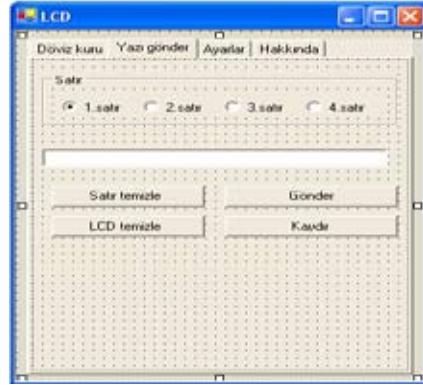 LCD
Döviz kuru Yazı gönder Ayarlar Hakkında
Satır
1.satır 2.satır 3.satır 4.satır
Satır temizle Gönder
LCD temizle Kaydır